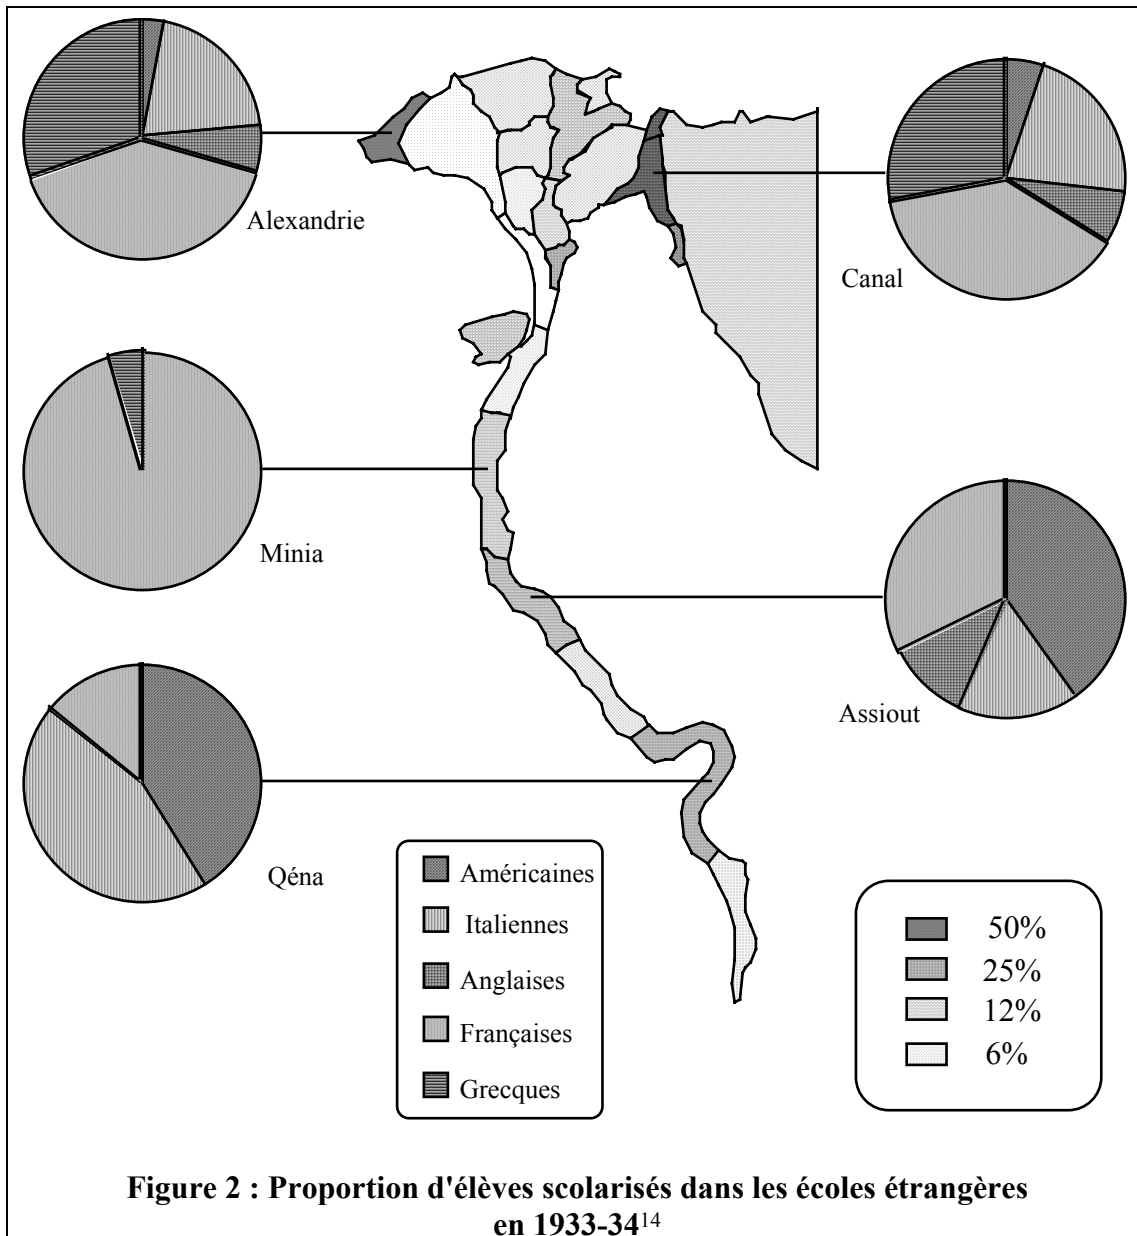 Alexandrie
Canal
Minia
Assiout
Qéna
Américaines
Italiennes
Anglaises
Françaises
Grecques
50%
25%
12%
6%
Figure 2 : Proportion d'élèves scolarisés dans les écoles étrangères
en 1933-34¹⁴